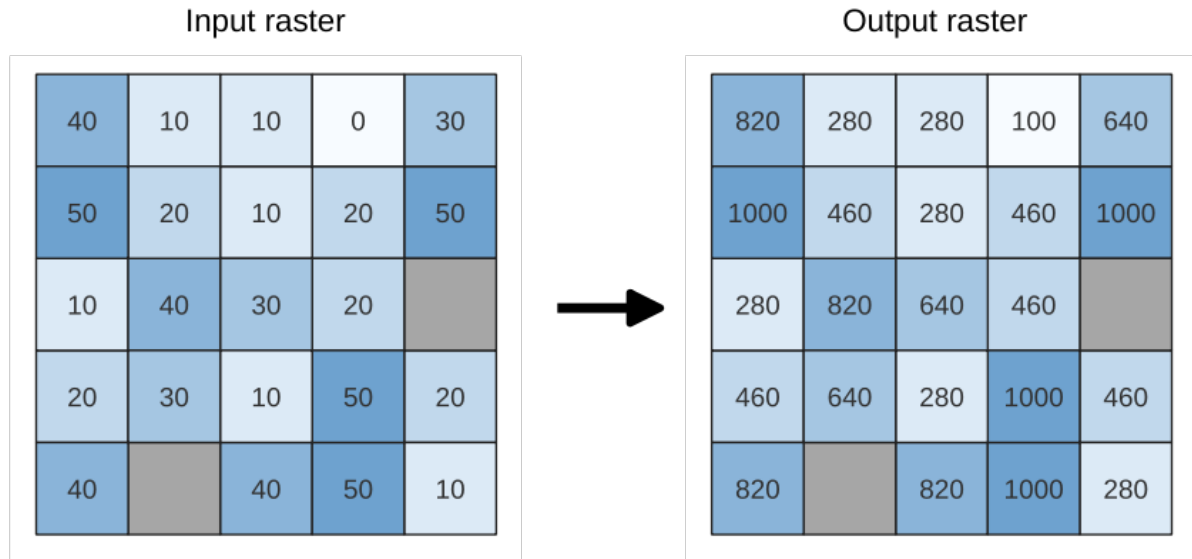 Input raster
Output raster
40 10 10 0 30
50 20 10 20 50
10 40 30 20
20 30 10 50 20
40 40 50 10
820 280 280 100 640
1000 460 280 460 1000
280 820 640 460
460 640 280 1000 460
820 820 1000 280